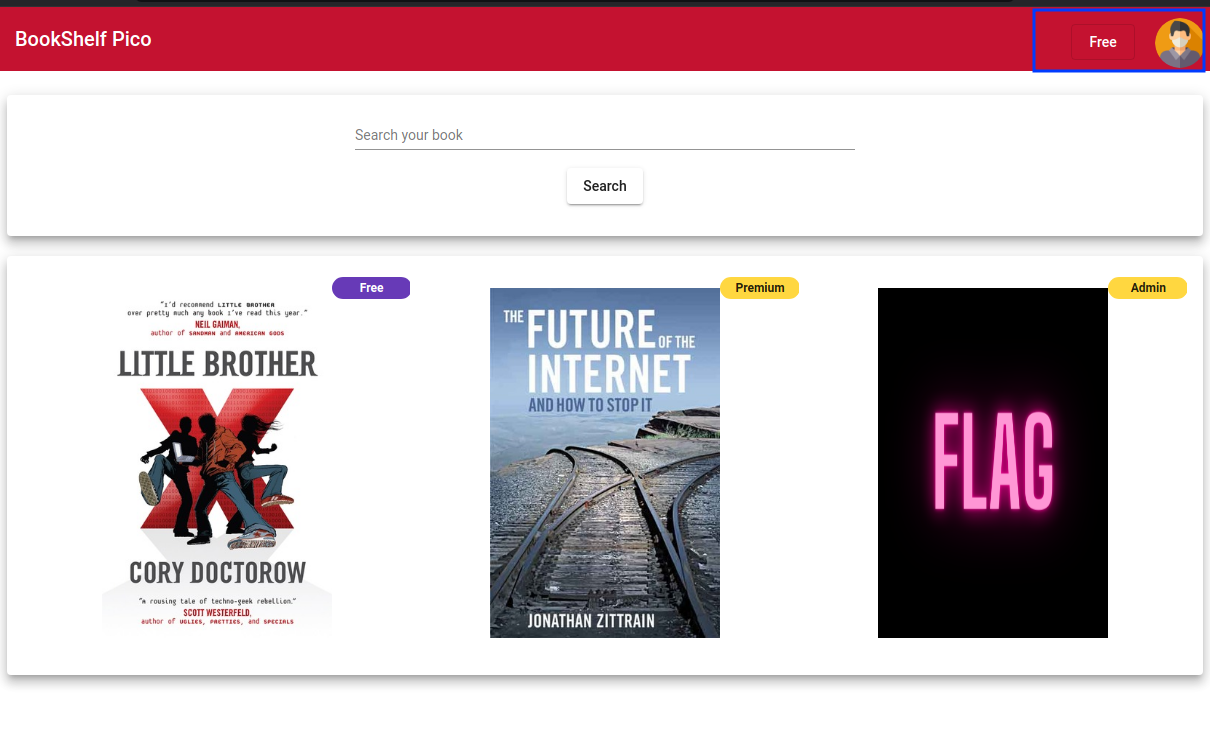 BookShelf Pico
Free
Search your book
Search
Free
"I'd recommend LITTLE BROTHER
over pretty much any book I've read this year."
NEIL GAIMAN,
author of SANDMAN and AMERICAN GODS
LITTLE BROTHER
CORY DOCTOROW
"A rousing tale of techno-geek rebellion."
SCOTT WESTERFELD,
author of UGLIES, PRETTIES, and SPECIALS
Premium
THE FUTURE OF THE
INTERNET
AND HOW TO STOP IT
JONATHAN ZITTRAIN
Admin
FLAG